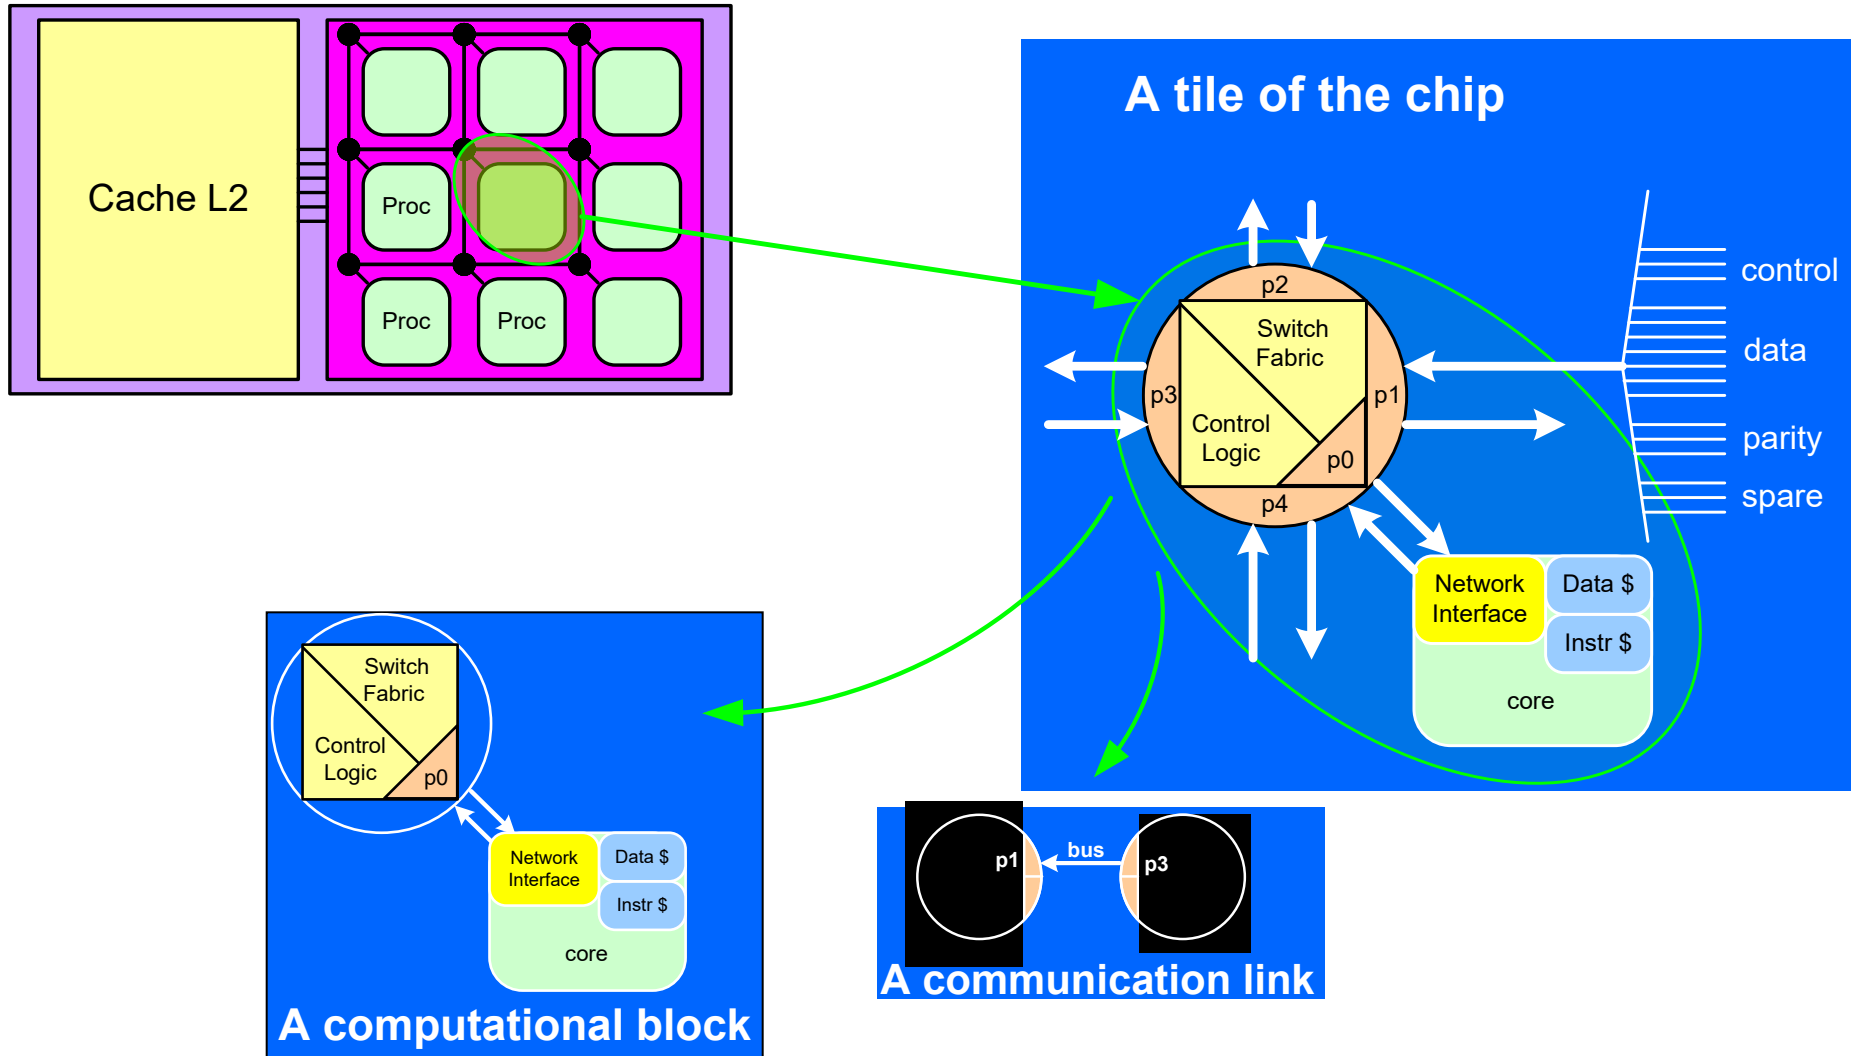 Cache L2
Proc
Proc
Proc
A tile of the chip
p2
Switch
Fabric
p3
p1
Control
Logic
p0
p4
control
data
parity
spare
Network
Interface
Data $
Instr $
core
Switch
Fabric
Control
Logic
p0
Network
Interface
Data $
Instr $
core
A computational block
p1
bus
p3
A communication link